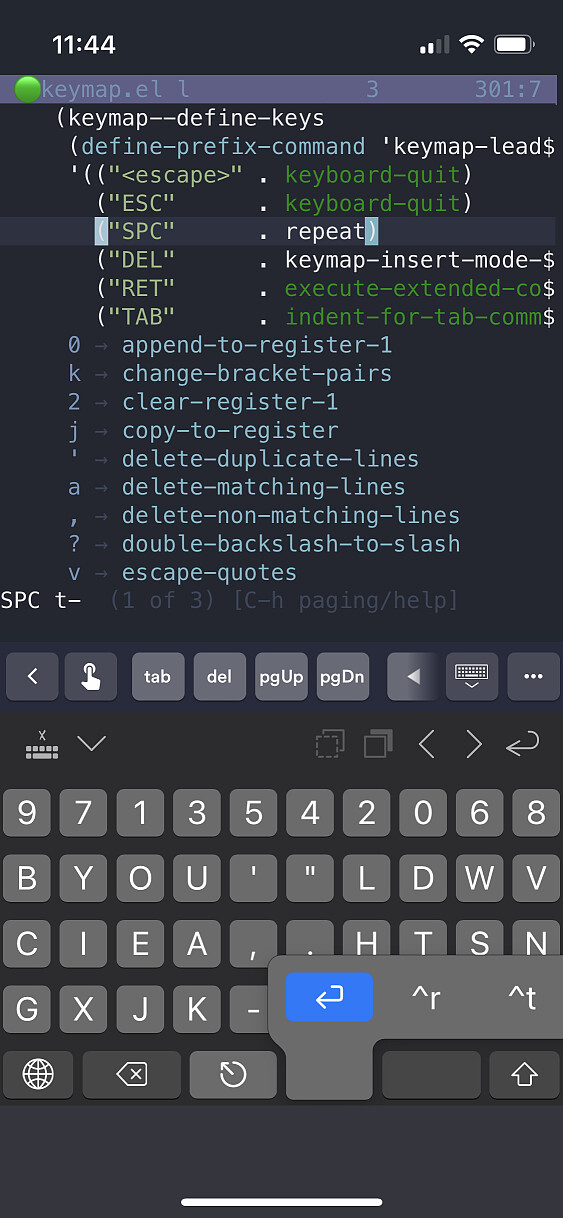 11:44
keymap.el l 3 301:7
(keymap--define-keys
(define-prefix-command 'keymap-lead$
'(("<escape>" . keyboard-quit)
("ESC" . keyboard-quit)
("SPC" . repeat)
("DEL" . keymap-insert-mode-$
("RET" . execute-extended-co$
("TAB" . indent-for-tab-comm$
0 → append-to-register-1
k → change-bracket-pairs
2 → clear-register-1
j → copy-to-register
' → delete-duplicate-lines
a → delete-matching-lines
, → delete-non-matching-lines
? → double-backslash-to-slash
v → escape-quotes
SPC t- (1 of 3) [C-h paging/help]
tab del pgUp pgDn
9 7 1 3 5 4 2 0 6 8
B Y O U ' " L D W V
C I E A , . H T S N
G X J K - ^r ^t